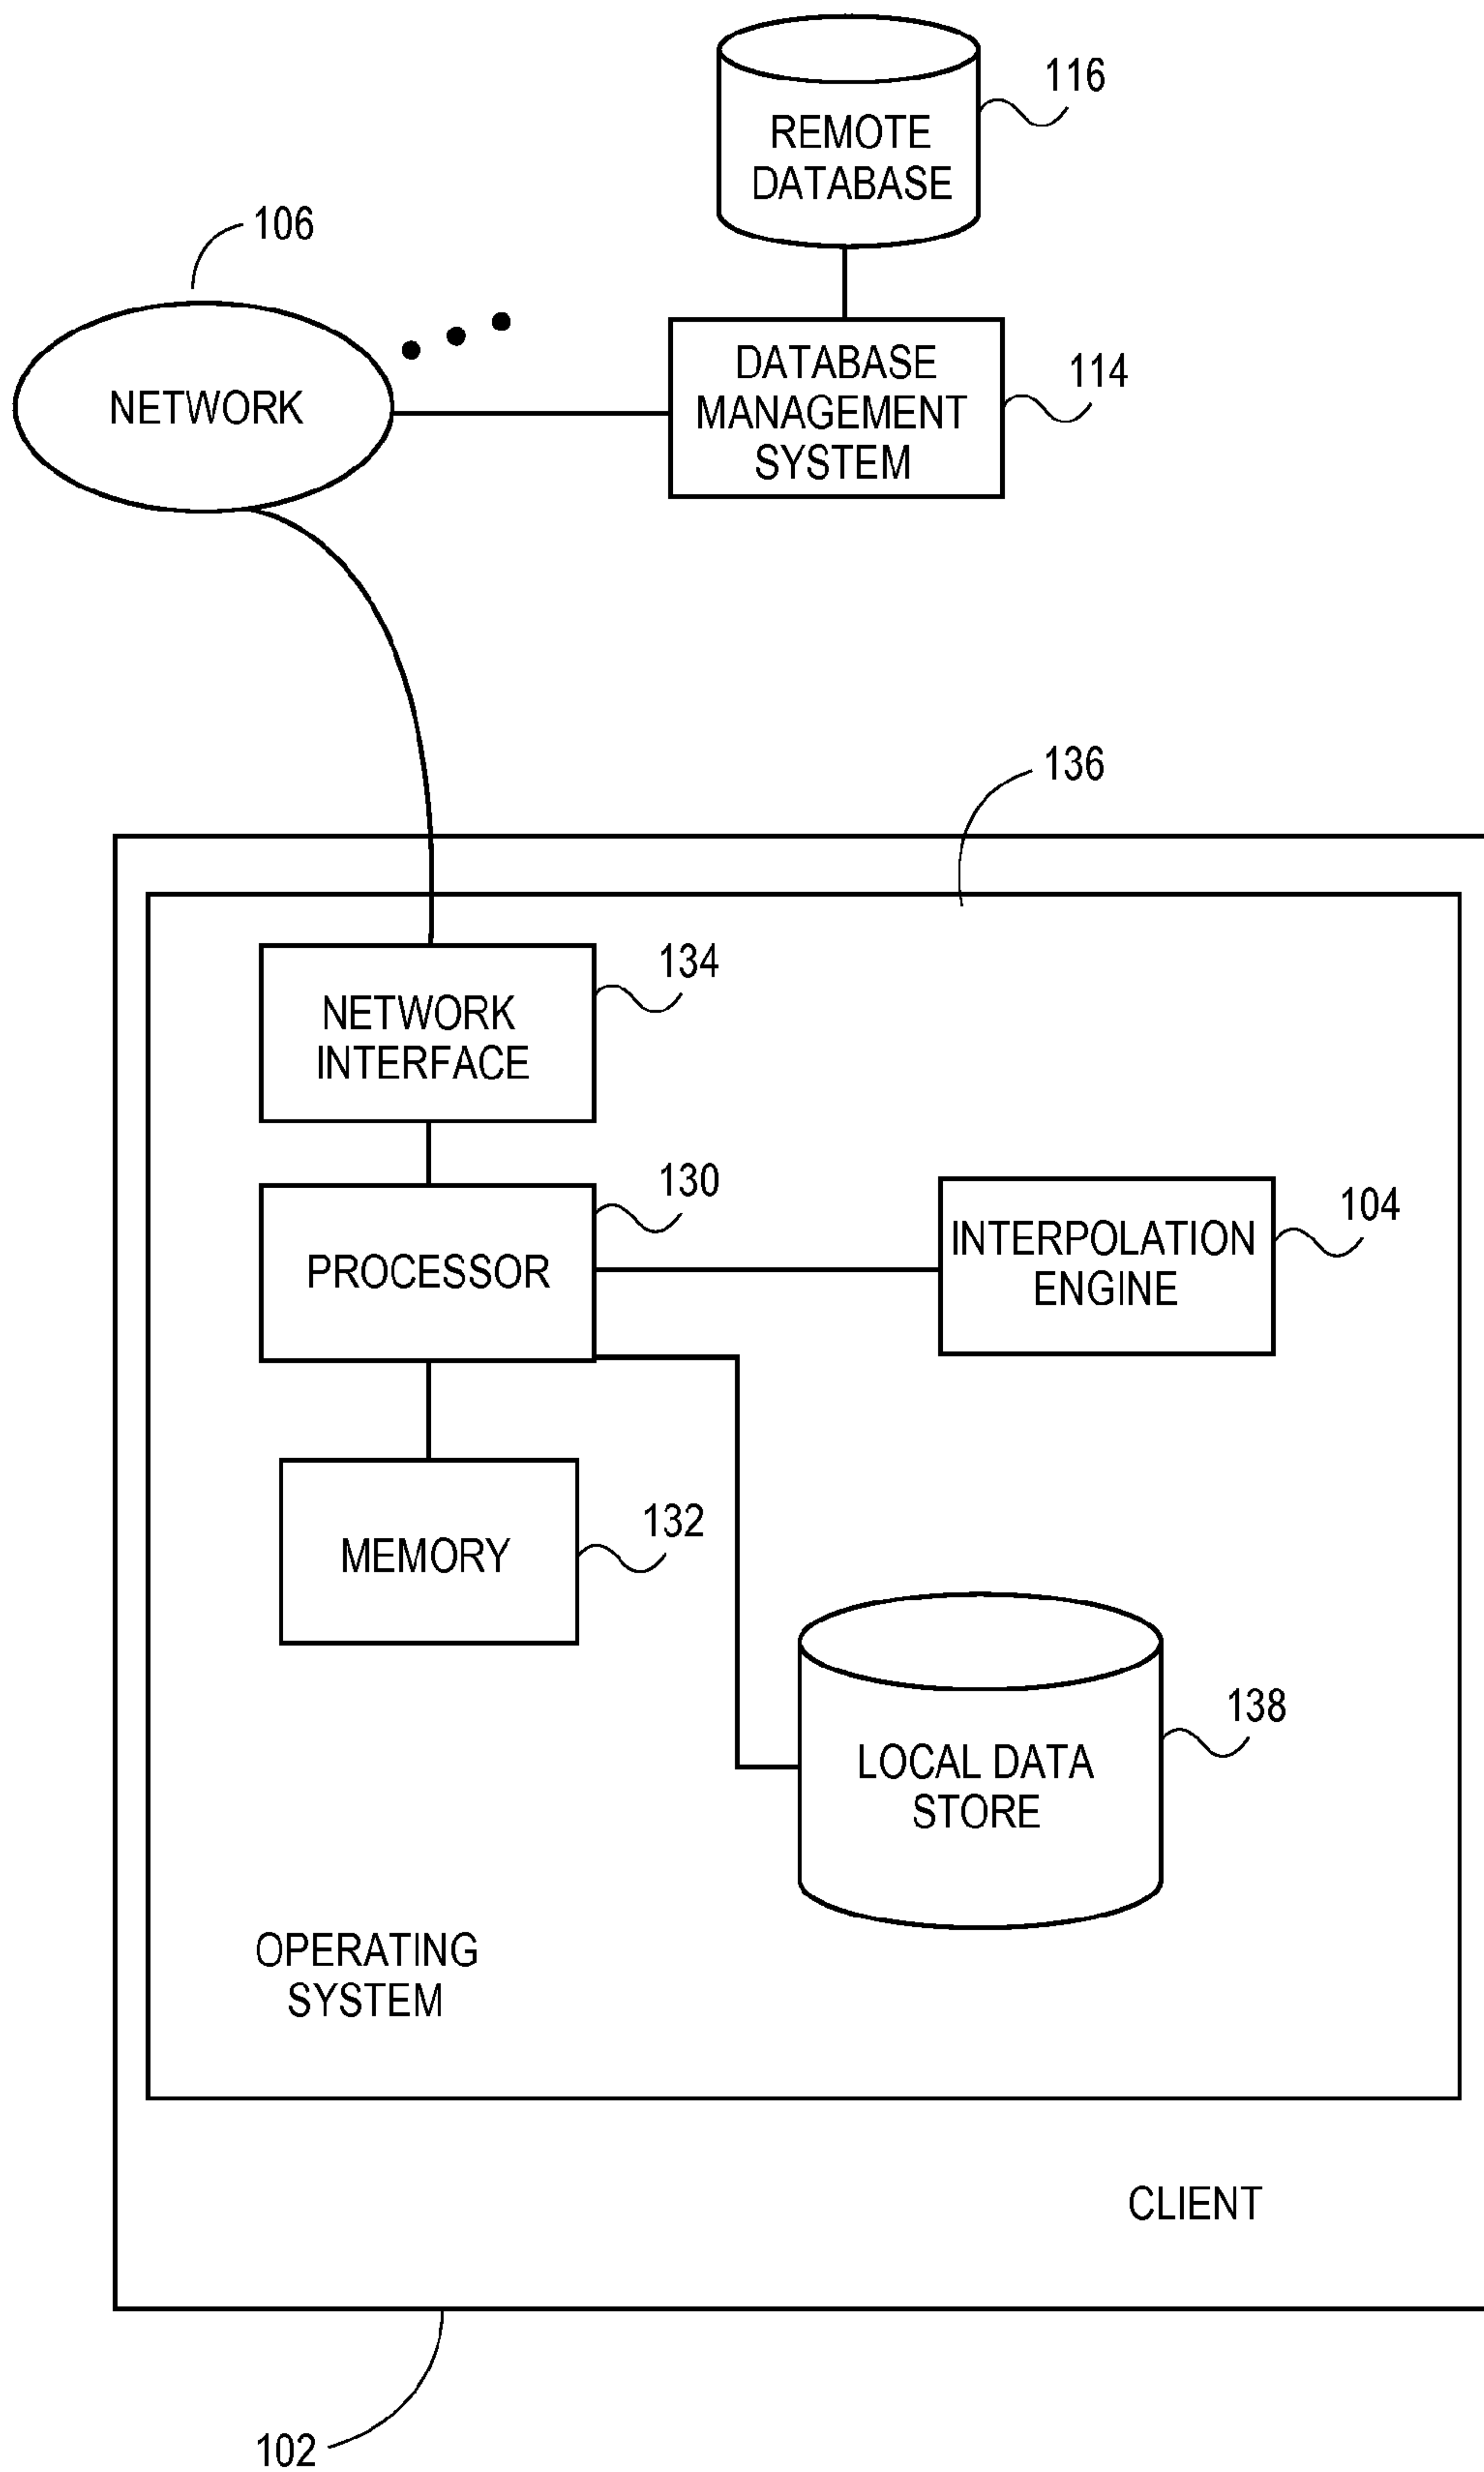 116
REMOTE
DATABASE
106
NETWORK
DATABASE
MANAGEMENT
SYSTEM
114
136
134
NETWORK
INTERFACE
130
PROCESSOR
104
INTERPOLATION
ENGINE
132
MEMORY
138
LOCAL DATA
STORE
OPERATING
SYSTEM
CLIENT
102